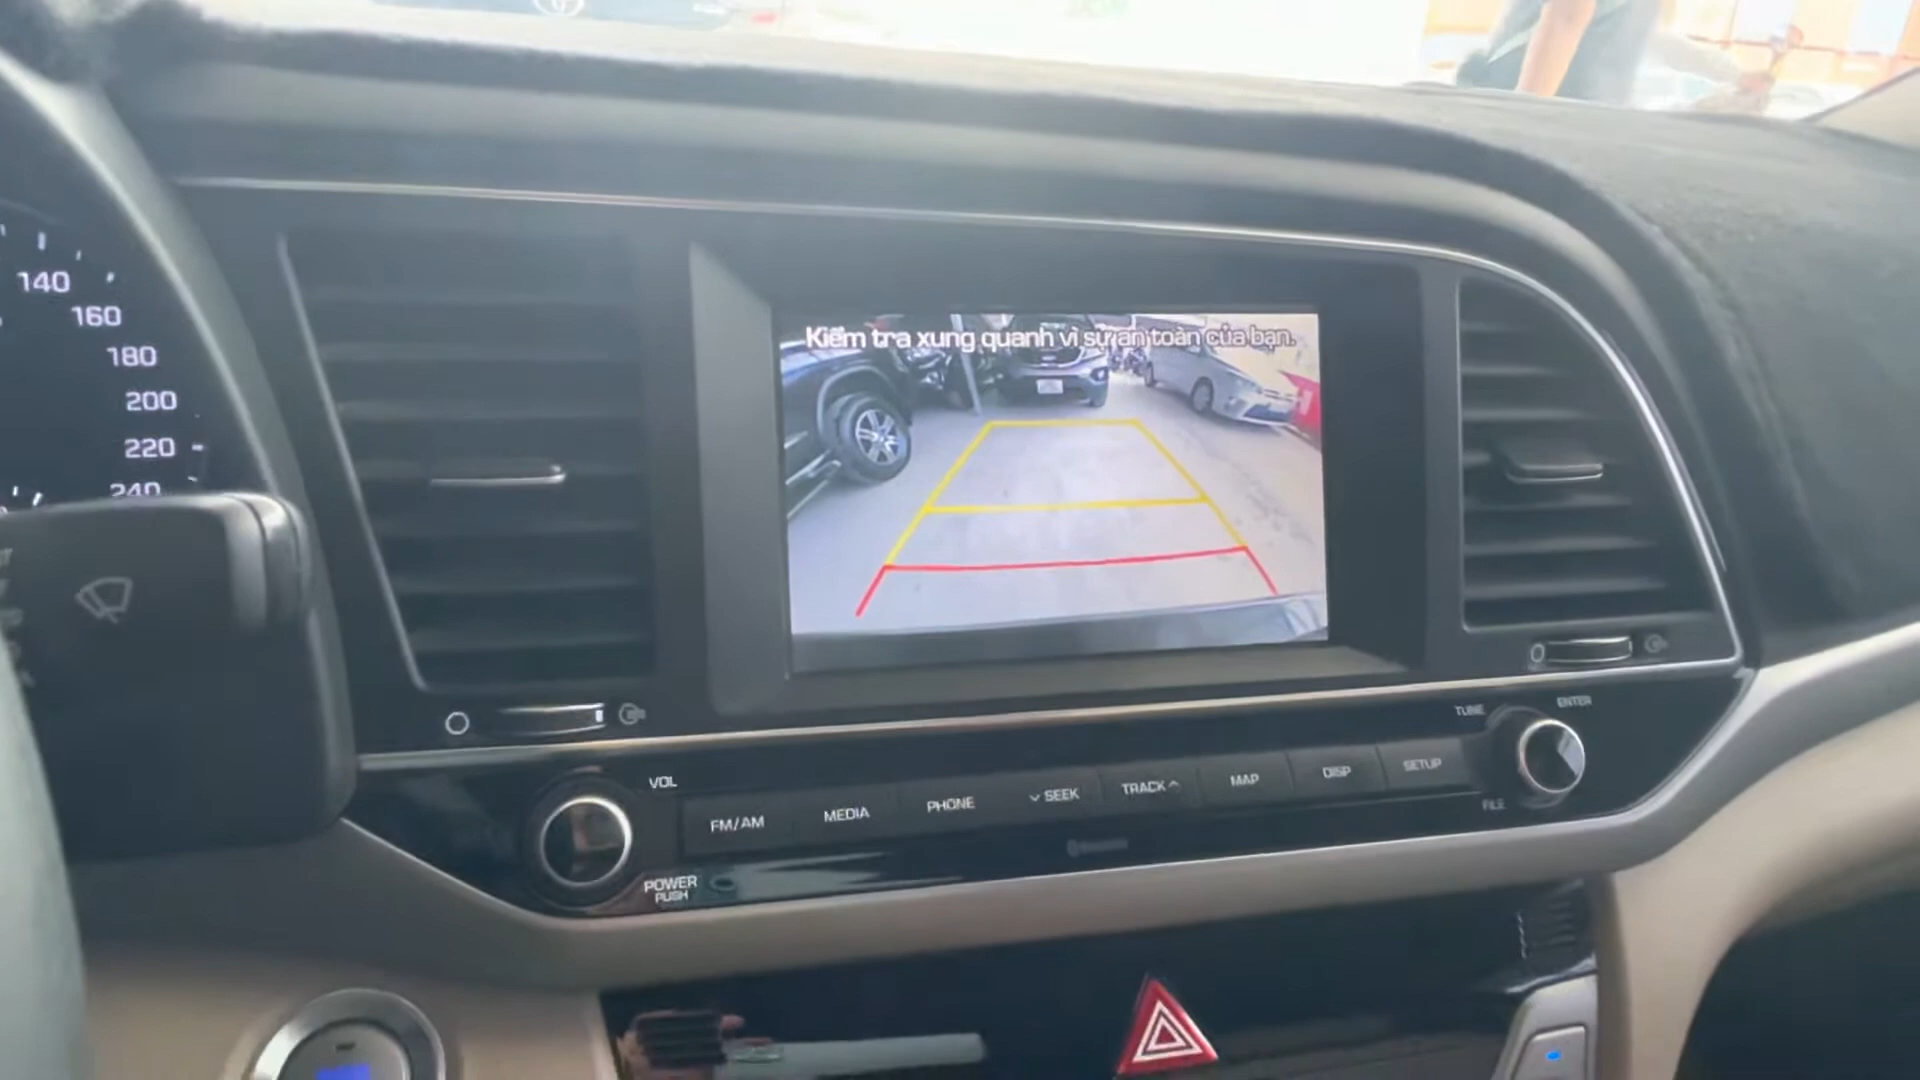 140
160
180
200
220
240
Kiểm tra xung quanh vì sự an toàn của bạn.
VOL
FM/AM
MEDIA
PHONE
SEEK
TRACK
MAP
DISP
SETUP
TUNE
ENTER
FILE
POWER
PUSH